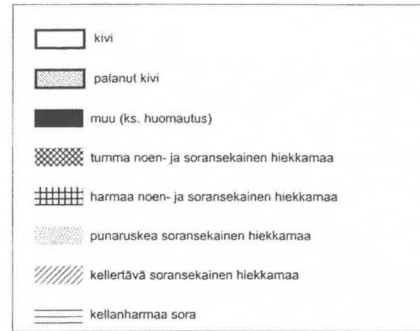 kivi
palanut kivi
muu (ks. huomautus)
tumma noen- ja soransekainen hiekkamaa
harmaa noen- ja soransekainen hiekkamaa
punaruskea soransekainen hiekkamaa
kellertävä soransekainen hiekkamaa
kellanharmaa sora